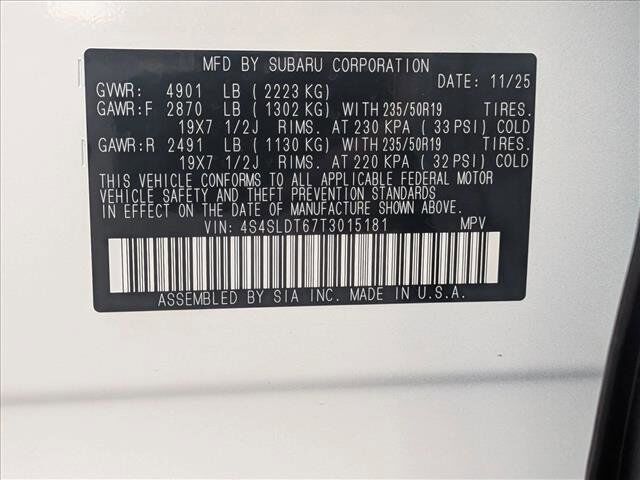 MFD BY SUBARU CORPORATION
DATE: 11/25
GVWR: 4901 LB ( 2223 KG)
GAWR:F 2870 LB ( 1302 KG) WITH 235/50R19 TIRES.
19X7 1/2J RIMS. AT 230 KPA ( 33 PSI) COLD
GAWR:R 2491 LB ( 1130 KG) WITH 235/50R19 TIRES.
19X7 1/2J RIMS. AT 220 KPA ( 32 PSI) COLD
THIS VEHICLE CONFORMS TO ALL APPLICABLE FEDERAL MOTOR
VEHICLE SAFETY AND THEFT PREVENTION STANDARDS
IN EFFECT ON THE DATE OF MANUFACTURE SHOWN ABOVE.
VIN: 4S4SLDT67T3015181 MPV
ASSEMBLED BY SIA INC. MADE IN U.S.A.